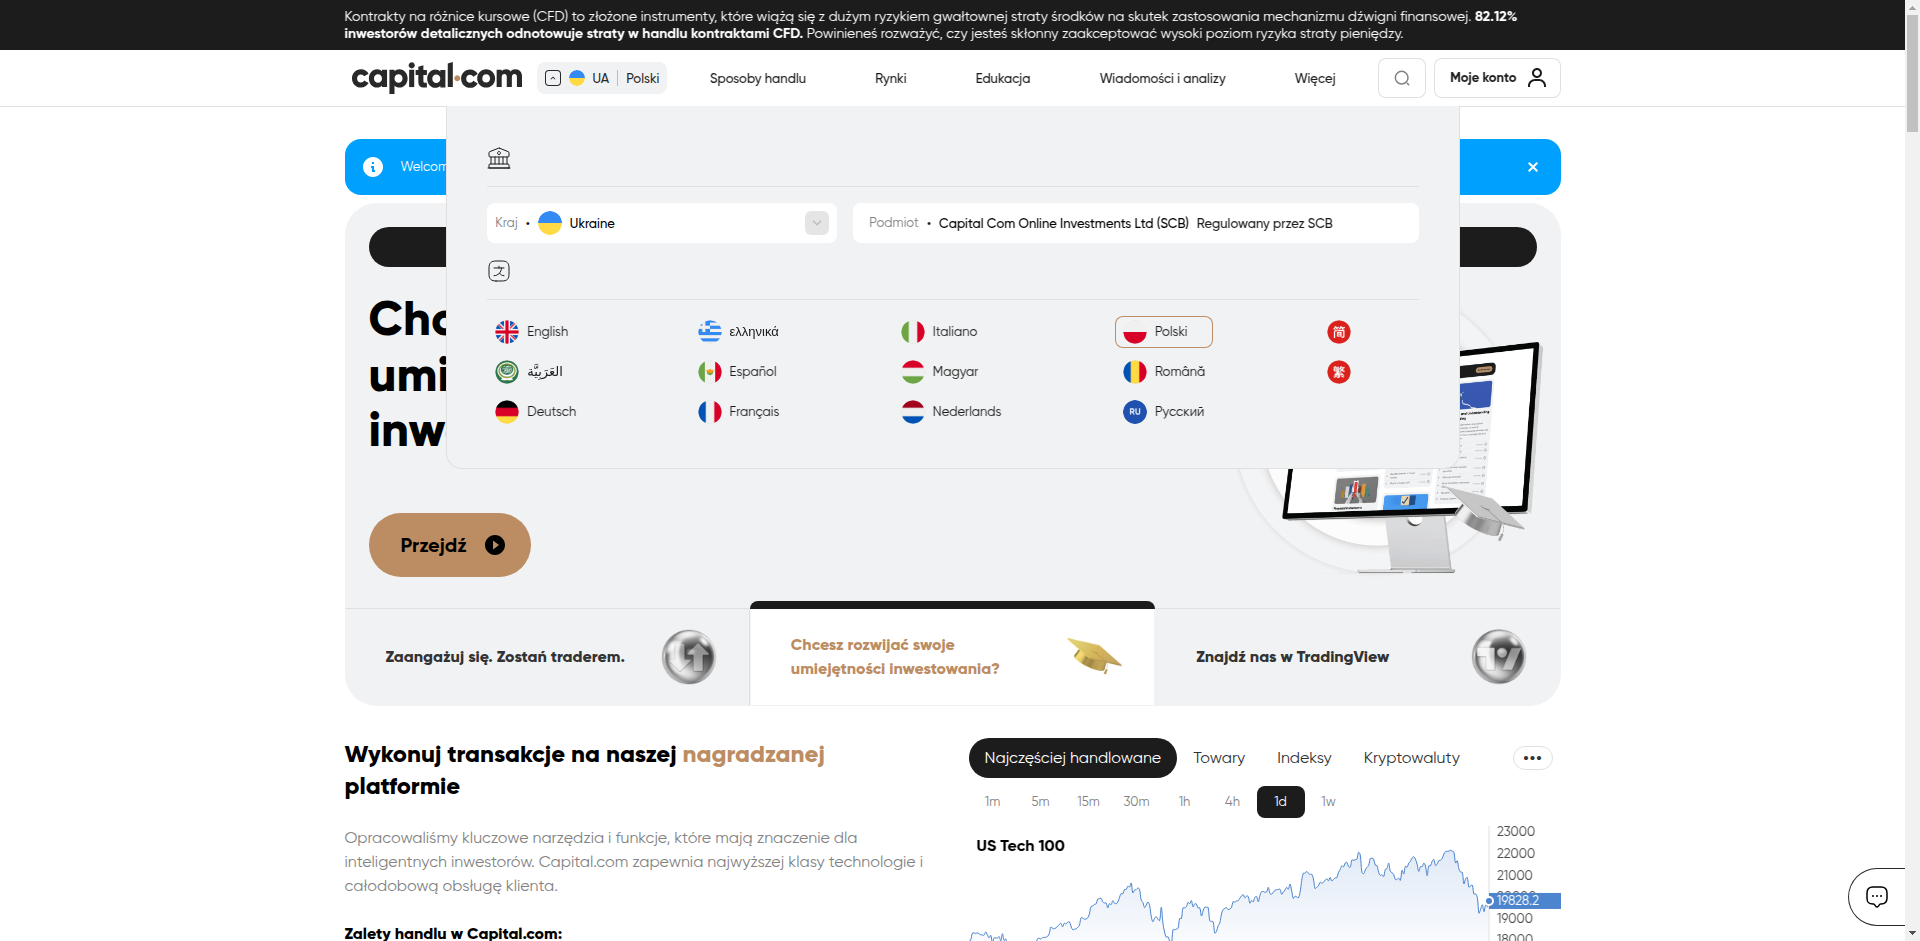 Kontrakty na różnice kursowe (CFD) to złożone instrumenty, które wiążą się z dużym ryzykiem gwałtownej straty środków na skutek zastosowania mechanizmu dźwigni finansowej. 82.12%
inwestorów detalicznych odnotowuje straty w handlu kontraktami CFD. Powinieneś rozważyć, czy jesteś skłonny zaakceptować wysoki poziom ryzyka straty pieniędzy.
capital.com
UA Polski
Sposoby handlu
Rynki
Edukacja
Wiadomości i analizy
Więcej
Moje konto
Kraj • Ukraine
Podmiot • Capital Com Online Investments Ltd (SCB) Regulowany przez SCB
English
ελληνικά
Italiano
Polski
简
العَرَبِيَّة
Español
Magyar
Română
繁
Deutsch
Français
Nederlands
RU Русский
Przejdź
Zaangażuj się. Zostań traderem.
Chcesz rozwijać swoje
umiejętności inwestowania?
Znajdź nas w TradingView
Wykonuj transakcje na naszej nagradzanej
platformie
Opracowaliśmy kluczowe narzędzia i funkcje, które mają znaczenie dla
inteligentnych inwestorów. Capital.com zapewnia najwyższej klasy technologie i
całodobową obsługę klienta.
Zalety handlu w Capital.com:
Najczęściej handlowane
Towary
Indeksy
Kryptowaluty
1m 5m 15m 30m 1h 4h 1d 1w
US Tech 100
23000
22000
21000
19828.2
19000
18000